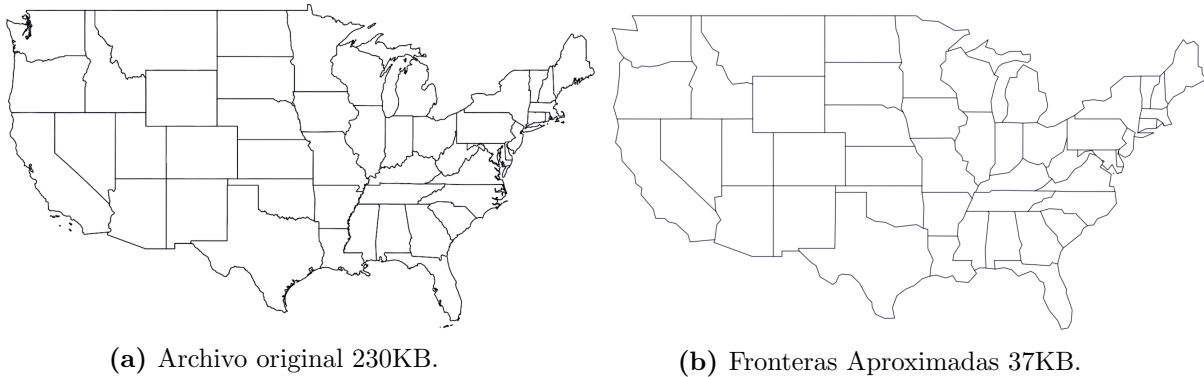 (a) Archivo original 230KB.
(b) Fronteras Aproximadas 37KB.